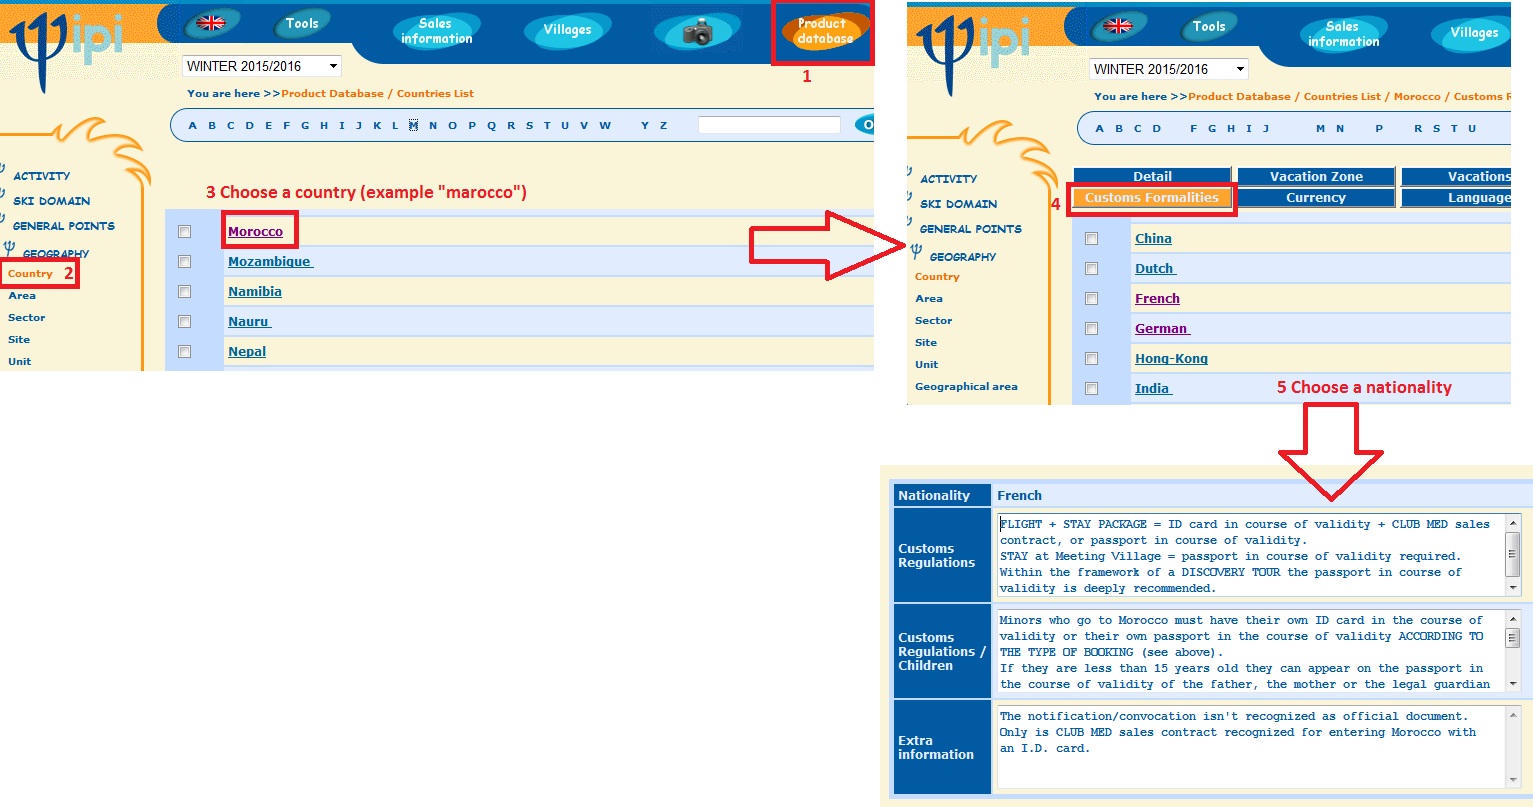 ipi
Tools
Sales
information
Villages
Product
database
1
WINTER 2015/2016
You are here >>Product Database / Countries List
A B C D E F G H I J K L M N O P Q R S T U V W Y Z
ACTIVITY
SKI DOMAIN
GENERAL POINTS
GEOGRAPHY
Country 2
Area
Sector
Site
Unit
3 Choose a country (example "marocco")
Morocco
Mozambique
Namibia
Nauru
Nepal
ipi
Tools
Sales
information
Villages
WINTER 2015/2016
You are here >>Product Database / Countries List / Morocco / Customs
A B C D F G H I J M N P R S T U
ACTIVITY
SKI DOMAIN
GENERAL POINTS
GEOGRAPHY
Country
Area
Sector
Site
Unit
Geographical area
Detail Vacation Zone Vacations
4 Customs Formalities Currency Language
China
Dutch
French
German
Hong-Kong
India
5 Choose a nationality
Nationality French
Customs
Regulations
FLIGHT + STAY PACKAGE = ID card in course of validity + CLUB MED sales
contract, or passport in course of validity.
STAY at Meeting Village = passport in course of validity required.
Within the framework of a DISCOVERY TOUR the passport in course of
validity is deeply recommended.
Customs
Regulations /
Children
Minors who go to Morocco must have their own ID card in the course of
validity or their own passport in the course of validity ACCORDING TO
THE TYPE OF BOOKING (see above).
If they are less than 15 years old they can appear on the passport in
the course of validity of the father, the mother or the legal guardian
Extra
information
The notification/convocation isn't recognized as official document.
Only is CLUB MED sales contract recognized for entering Morocco with
an I.D. card.